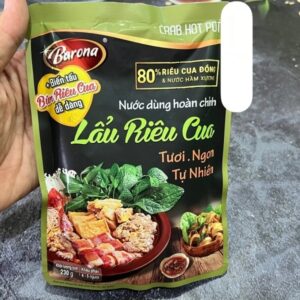 CRAB HOT POT
Barona
80% RIÊU CUA ĐỒNG
& NƯỚC HẦM XƯƠNG
Biến tấu
Bún Riêu Cua
dễ dàng
Nước dùng hoàn chỉnh
Lẩu Riêu Cua
Tươi . Ngon
Tự Nhiên
230 g